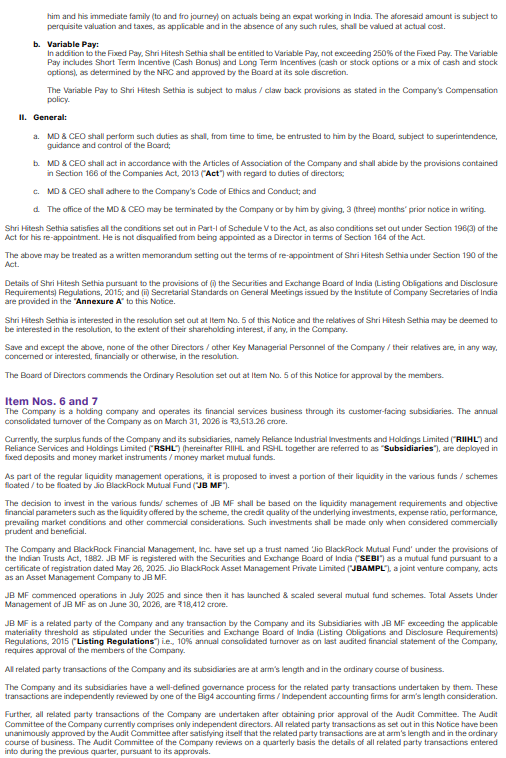 him and his immediate family (to and fro journey) on actuals being an expat working in India. The aforesaid amount is subject to
perquisite valuation and taxes, as applicable and in the absence of any such rules, shall be valued at actual cost.
b. Variable Pay:
In addition to the Fixed Pay, Shri Hitesh Sethia shall be entitled to Variable Pay, not exceeding 250% of the Fixed Pay. The Variable
Pay includes Short Term Incentive (Cash Bonus) and Long Term Incentives (cash or stock options or a mix of cash and stock
options), as determined by the NRC and approved by the Board at its sole discretion.
The Variable Pay to Shri Hitesh Sethia is subject to malus / claw back provisions as stated in the Company's Compensation
policy.
II. General:
a. MD & CEO shall perform such duties as shall, from time to time, be entrusted to him by the Board, subject to superintendence,
guidance and control of the Board;
b. MD & CEO shall act in accordance with the Articles of Association of the Company and shall abide by the provisions contained
in Section 166 of the Companies Act, 2013 ("Act") with regard to duties of directors;
c. MD & CEO shall adhere to the Company's Code of Ethics and Conduct; and
d. The office of the MD & CEO may be terminated by the Company or by him by giving, 3 (three) months' prior notice in writing.
Shri Hitesh Sethia satisfies all the conditions set out in Part-I of Schedule V to the Act, as also conditions set out under Section 196(3) of the
Act for his re-appointment. He is not disqualified from being appointed as a Director in terms of Section 164 of the Act.
The above may be treated as a written memorandum setting out the terms of re-appointment of Shri Hitesh Sethia under Section 190 of the
Act.
Details of Shri Hitesh Sethia pursuant to the provisions of (i) the Securities and Exchange Board of India (Listing Obligations and Disclosure
Requirements) Regulations, 2015; and (ii) Secretarial Standards on General Meetings issued by the Institute of Company Secretaries of India
are provided in the "Annexure A" to this Notice.
Shri Hitesh Sethia is interested in the resolution set out at Item No. 5 of this Notice and the relatives of Shri Hitesh Sethia may be deemed to
be interested in the resolution, to the extent of their shareholding interest, if any, in the Company.
Save and except the above, none of the other Directors / other Key Managerial Personnel of the Company / their relatives are, in any way,
concerned or interested, financially or otherwise, in the resolution.
The Board of Directors commends the Ordinary Resolution set out at Item No. 5 of this Notice for approval by the members.
Item Nos. 6 and 7
The Company is a holding company and operates its financial services business through its customer-facing subsidiaries. The annual
consolidated turnover of the Company as on March 31, 2026 is ₹3,513.26 crore.
Currently, the surplus funds of the Company and its subsidiaries, namely Reliance Industrial Investments and Holdings Limited ("RIIHL") and
Reliance Services and Holdings Limited ("RSHL") (hereinafter RIIHL and RSHL together are referred to as "Subsidiaries"), are deployed in
fixed deposits and money market instruments / money market mutual funds.
As part of the regular liquidity management operations, it is proposed to invest a portion of their liquidity in the various funds / schemes
floated / to be floated by Jio BlackRock Mutual Fund ("JB MF").
The decision to invest in the various funds/ schemes of JB MF shall be based on the liquidity management requirements and objective
financial parameters such as the liquidity offered by the scheme, the credit quality of the underlying investments, expense ratio, performance,
prevailing market conditions and other commercial considerations. Such investments shall be made only when considered commercially
prudent and beneficial.
The Company and BlackRock Financial Management, Inc. have set up a trust named 'Jio BlackRock Mutual Fund' under the provisions of
the Indian Trusts Act, 1882. JB MF is registered with the Securities and Exchange Board of India ("SEBI") as a mutual fund pursuant to a
certificate of registration dated May 26, 2025. Jio BlackRock Asset Management Private Limited ("JBAMPL"), a joint venture company, acts
as an Asset Management Company to JB MF.
JB MF commenced operations in July 2025 and since then it has launched & scaled several mutual fund schemes. Total Assets Under
Management of JB MF as on June 30, 2026, are ₹18,412 crore.
JB MF is a related party of the Company and any transaction by the Company and its Subsidiaries with JB MF exceeding the applicable
materiality threshold as stipulated under the Securities and Exchange Board of India (Listing Obligations and Disclosure Requirements)
Regulations, 2015 ("Listing Regulations") i.e., 10% annual consolidated turnover as on last audited financial statement of the Company,
requires approval of the members of the Company.
All related party transactions of the Company and its subsidiaries are at arm's length and in the ordinary course of business.
The Company and its subsidiaries have a well-defined governance process for the related party transactions undertaken by them. These
transactions are independently reviewed by one of the Big4 accounting firms / Independent accounting firms for arm's length consideration.
Further, all related party transactions of the Company are undertaken after obtaining prior approval of the Audit Committee. The Audit
Committee of the Company currently comprises only independent directors. All related party transactions as set out in this Notice have been
unanimously approved by the Audit Committee after satisfying itself that the related party transactions are at arm's length and in the ordinary
course of business. The Audit Committee of the Company reviews on a quarterly basis the details of all related party transactions entered
into during the previous quarter, pursuant to its approvals.